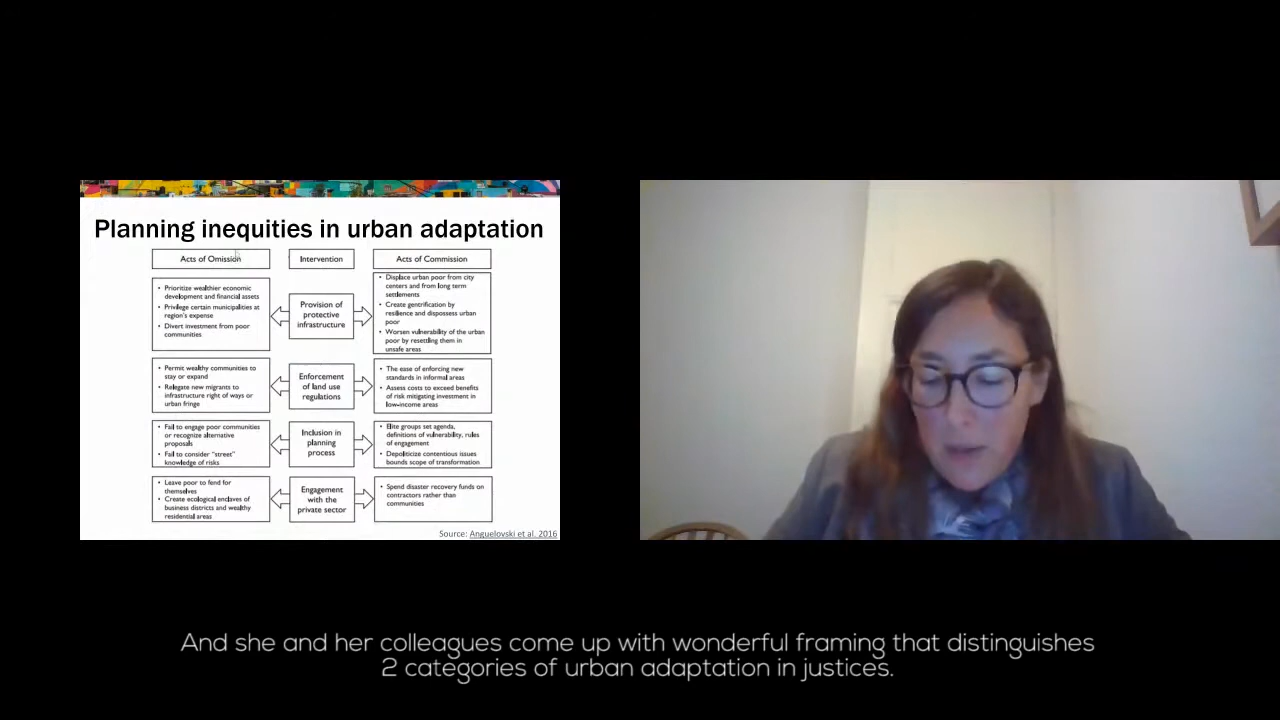 Planning inequities in urban adaptation
Acts of Omission
Intervention
Acts of Commission
• Prioritize wealthier economic
development and financial assets
• Privilege certain municipalities at
region's expense
• Divert investment from poor
communities
Provision of
protective
infrastructure
• Displace urban poor from city
centers and from long term
settlements
• Create gentrification by
resilience and dispossess urban
poor
• Worsen vulnerability of the urban
poor by resettling them in
unsafe areas
• Permit wealthy communities to
stay or expand
• Relegate new migrants to
infrastructure right of ways or
urban fringe
Enforcement
of land use
regulations
• The ease of enforcing new
standards in informal areas
• Assess costs to exceed benefits
of risk mitigating investment in
low-income areas
• Fail to engage poor communities
or recognize alternative
proposals
• Fail to consider "street"
knowledge of risks
Inclusion in
planning
process
• Elite groups set agenda,
definitions of vulnerability, rules
of engagement
• Depoliticize contentious issues
bounds scope of transformation
• Leave poor to fend for
themselves
• Create ecological enclaves of
business districts and wealthy
residential areas
Engagement
with the
private sector
• Spend disaster recovery funds on
contractors rather than
communities
Source: Anguelovski et al. 2016
And she and her colleagues come up with wonderful framing that distinguishes
2 categories of urban adaptation in justices.